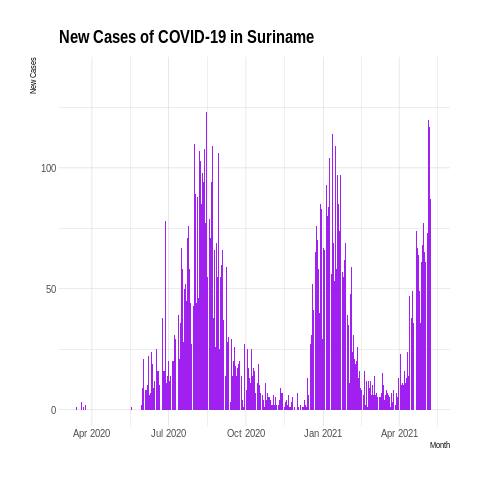 New Cases of COVID-19 in Suriname
New Cases
100
50
0
Apr 2020 Jul 2020 Oct 2020 Jan 2021 Apr 2021
Month